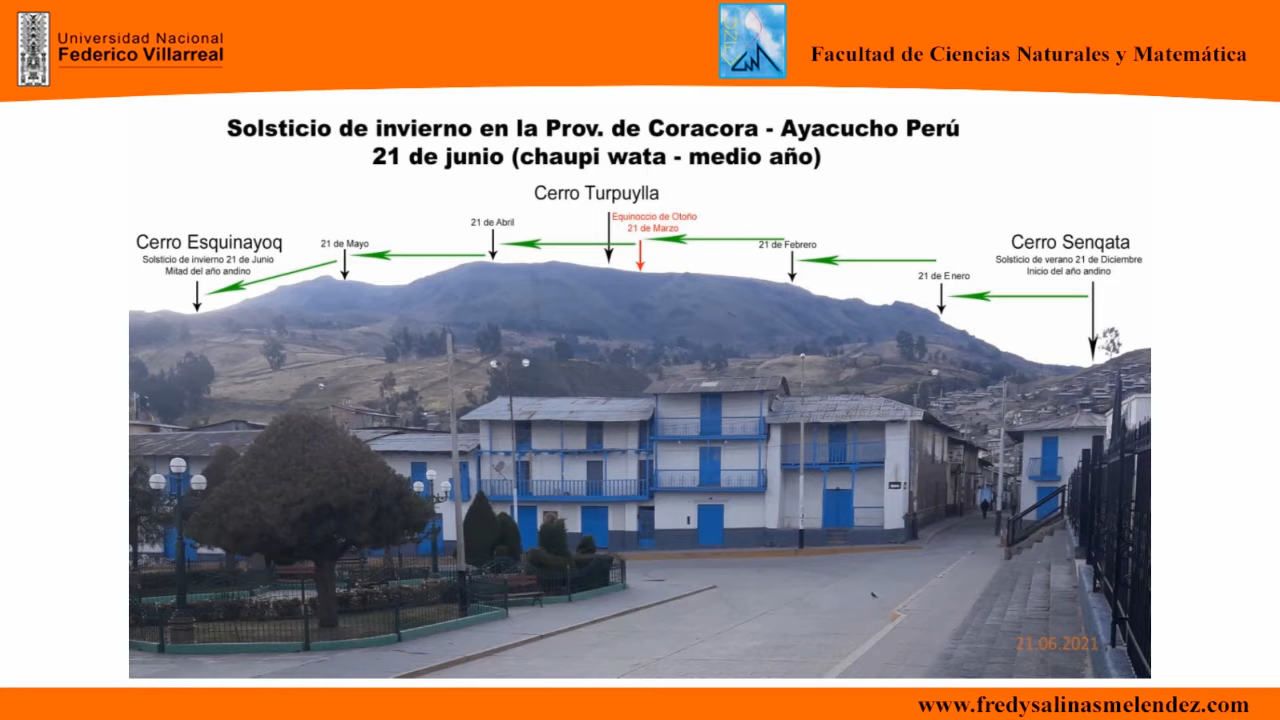 Universidad Nacional
Federico Villarreal
Facultad de Ciencias Naturales y Matemática
Solsticio de invierno en la Prov. de Coracora - Ayacucho Perú
21 de junio (chaupi wata - medio año)
Cerro Turpuylla
Equinoccio de Otoño
21 de Marzo
21 de Abril
Cerro Esquinayoq
Solsticio de invierno 21 de Junio
Mitad del año andino
21 de Mayo
21 de Febrero
Cerro Senqata
Solsticio de verano 21 de Diciembre
Inicio del año andino
21 de Enero
21.06.2021
www.fredysalinasmelendez.com